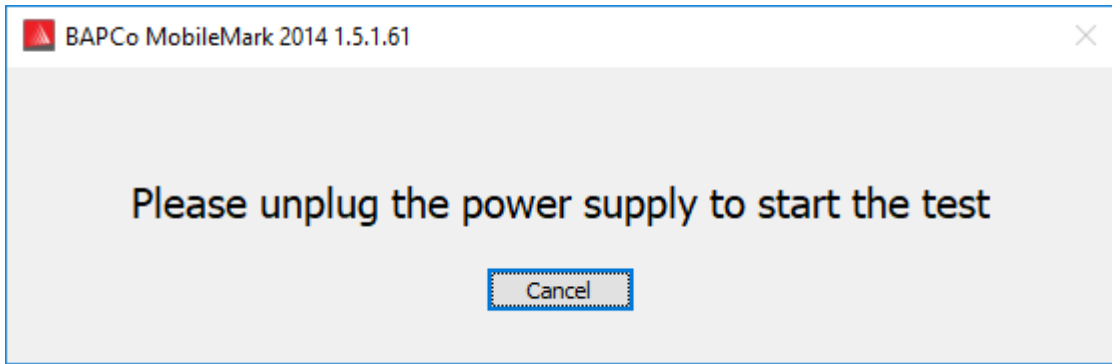 BAPCo MobileMark 2014 1.5.1.61
Please unplug the power supply to start the test
Cancel